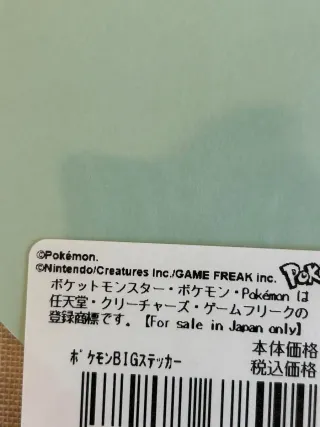 ©Pokémon.
©Nintendo/Creatures Inc./GAME FREAK inc.
ポケットモンスター・ポケモン・Pokémon は
任天堂・クリーチャーズ・ゲームフリークの
登録商標です。【For sale in Japan only】
本体価格
ﾎﾟｹﾓﾝBIGｽﾃｯｶｰ
税込価格